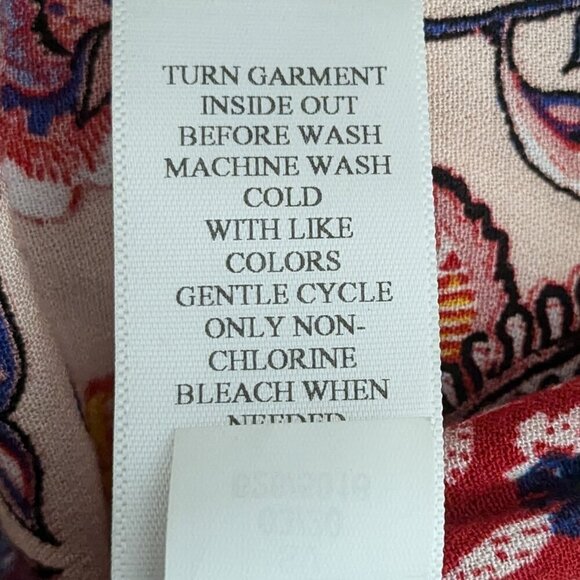 TURN GARMENT
INSIDE OUT
BEFORE WASH
MACHINE WASH
COLD
WITH LIKE
COLORS
GENTLE CYCLE
ONLY NON-
CHLORINE
BLEACH WHEN
NEEDED